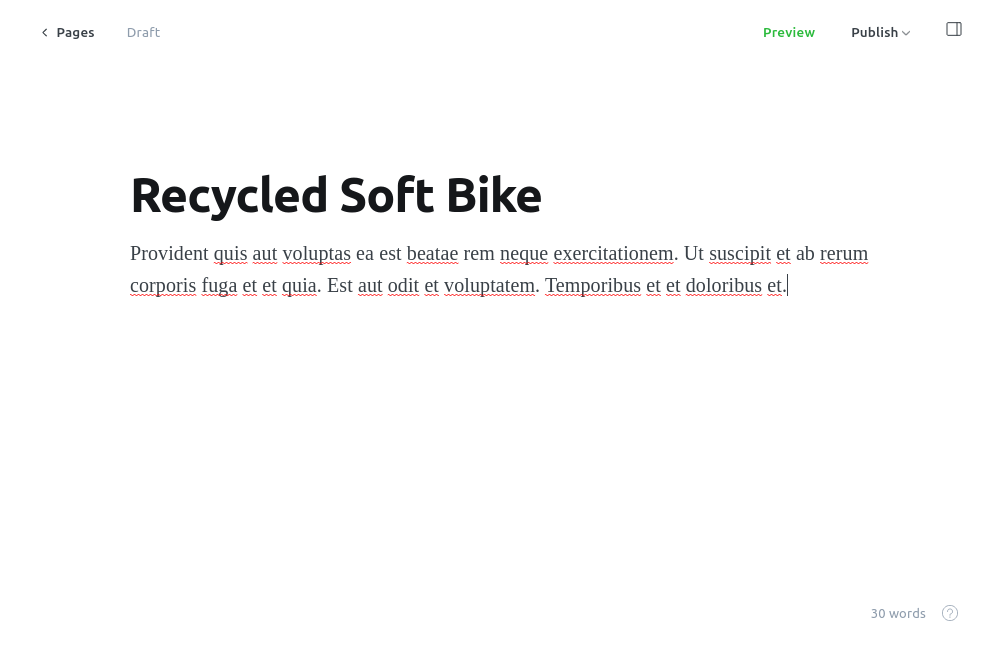 Pages Draft Preview Publish
Recycled Soft Bike
Provident quis aut voluptas ea est beatae rem neque exercitationem. Ut suscipit et ab rerum
corporis fuga et et quia. Est aut odit et voluptatem. Temporibus et et doloribus et.
30 words ?